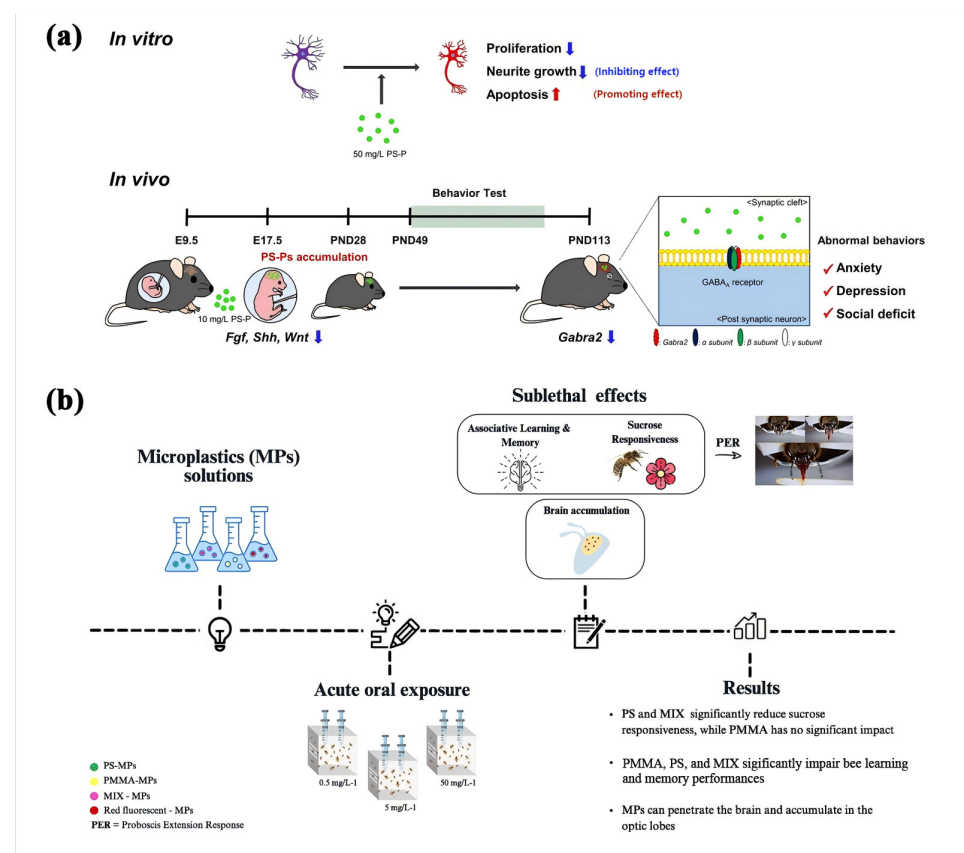 (a)
In vitro
Proliferation
Neurite growth (Inhibiting effect)
Apoptosis (Promoting effect)
50 mg/L PS-P
In vivo
Behavior Test
E9.5 E17.5 PND28 PND49 PND113
PS-Ps accumulation
10 mg/L PS-P
Fgf, Shh, Wnt
Gabra2
<Synaptic cleft>
GABAA receptor
<Post synaptic neuron>
: Gabra2 : α subunit : β subunit : γ subunit
Abnormal behaviors
Anxiety
Depression
Social deficit
(b)
Sublethal effects
Associative Learning &
Memory
Sucrose
Responsiveness
PER
Brain accumulation
Microplastics (MPs)
solutions
Acute oral exposure
0.5 mg/L-1
5 mg/L-1
50 mg/L-1
Results
• PS and MIX significantly reduce sucrose
responsiveness, while PMMA has no significant impact
• PMMA, PS, and MIX sigificantly impair bee learning
and memory performances
• MPs can penetrate the brain and accumulate in the
optic lobes
PS-MPs
PMMA-MPs
MIX - MPs
Red fluorescent - MPs
PER = Proboscis Extension Response